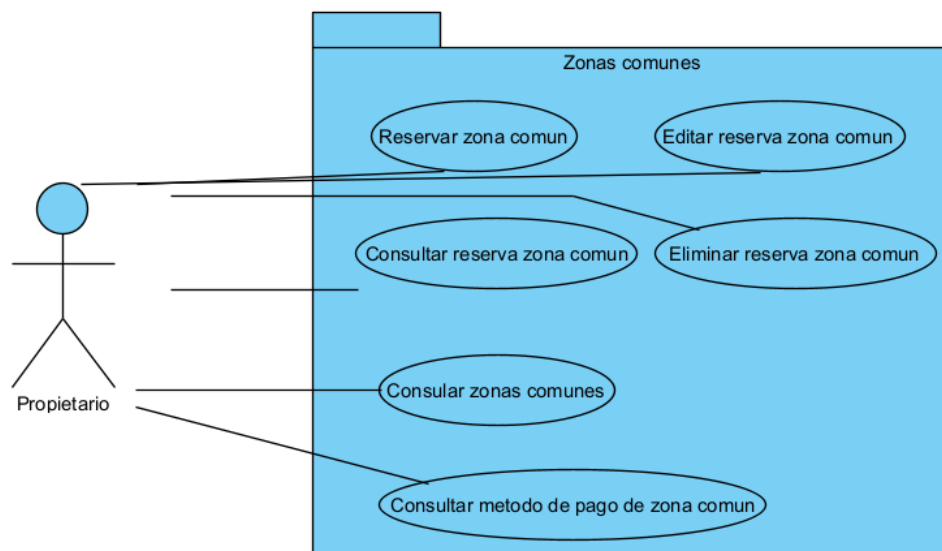 Zonas comunes
Reservar zona comun
Editar reserva zona comun
Consultar reserva zona comun
Eliminar reserva zona comun
Consular zonas comunes
Propietario
Consultar metodo de pago de zona comun